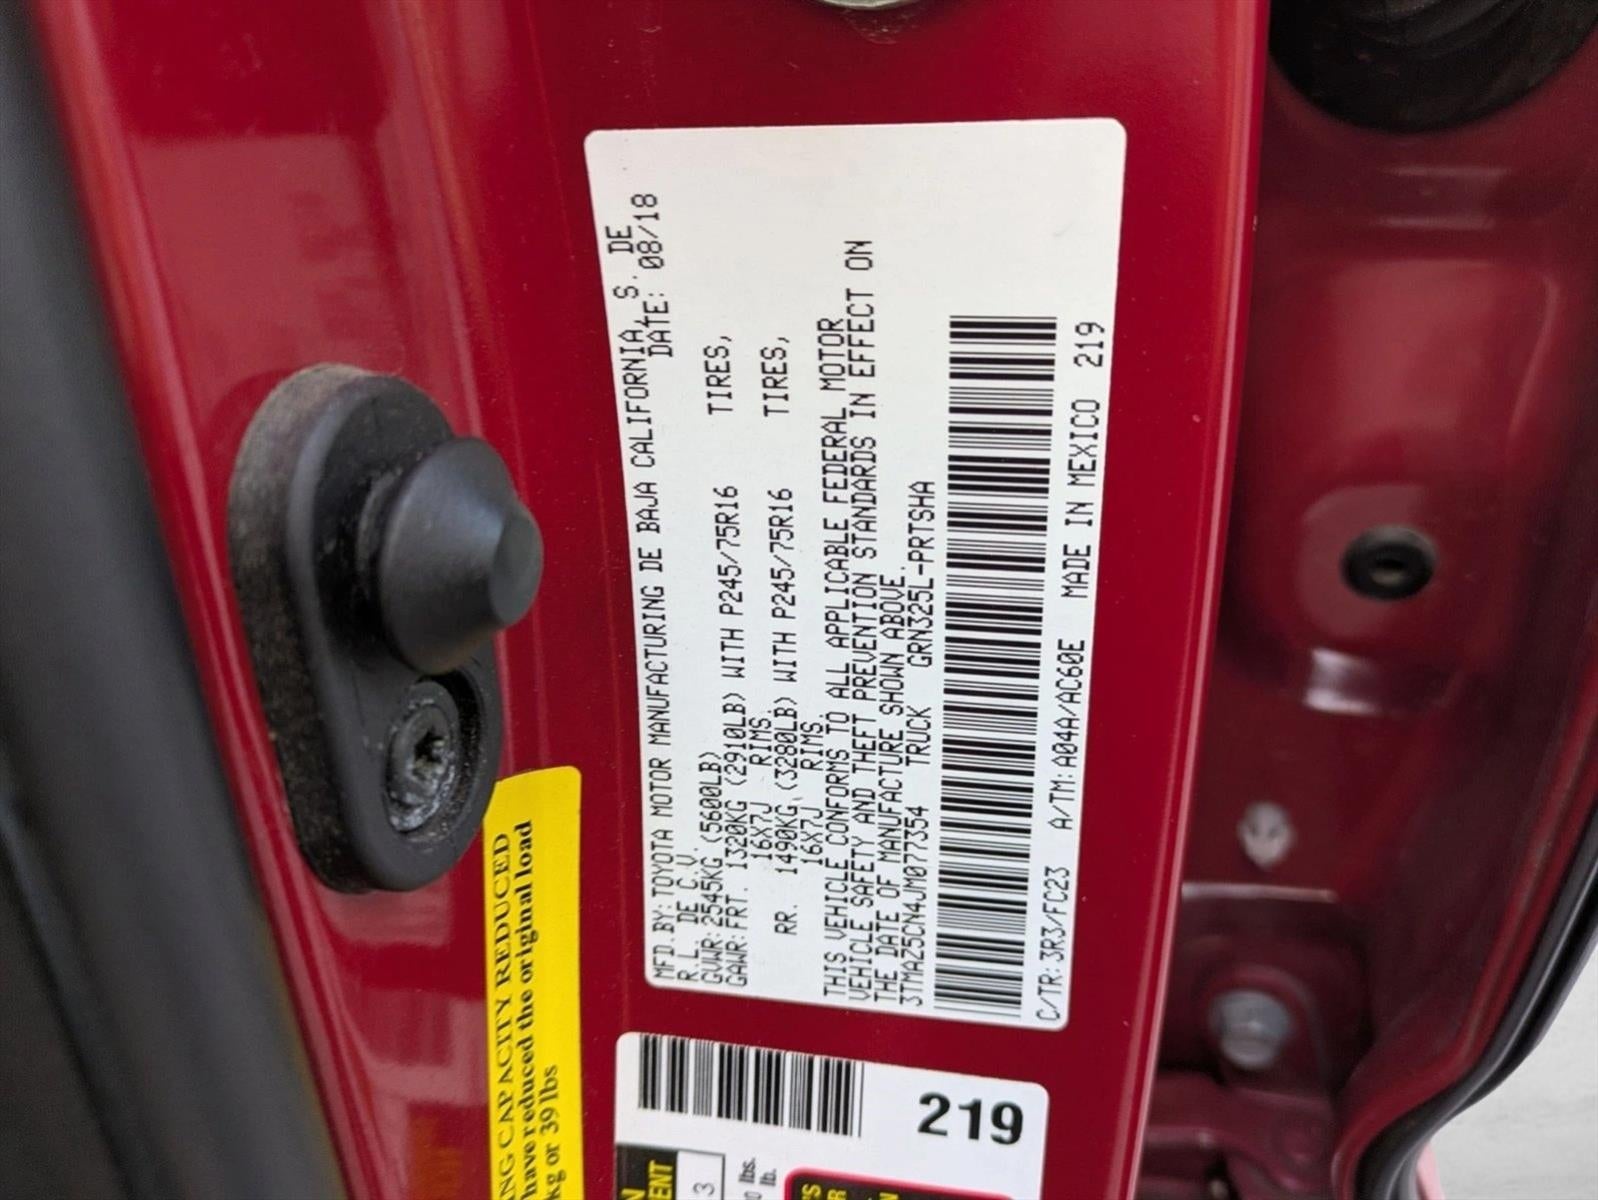 MFD.BY:TOYOTA MOTOR MANUFACTURING DE BAJA CALIFORNIA,S. DE
R.L. DE C.V. DATE: 08/18
GVWR:2545KG(5600LB)
GAWR:FRT. 1320KG(2910LB) WITH P245/75R16 TIRES,
16X7J RIMS.
RR. 1490KG(3280LB) WITH P245/75R16 TIRES,
16X7J RIMS.
THIS VEHICLE CONFORMS TO ALL APPLICABLE FEDERAL MOTOR
VEHICLE SAFETY AND THEFT PREVENTION STANDARDS IN EFFECT ON
THE DATE OF MANUFACTURE SHOWN ABOVE.
3TMAZ5CN4JM077354 TRUCK GRN325L-PRTSHA
C/TR:3R3/FC23 A/TM:A04A/AC60E MADE IN MEXICO 219
ING CAPACITY REDUCED
have reduced the original load
kg or 39 lbs
219
3
lbs.
lb.